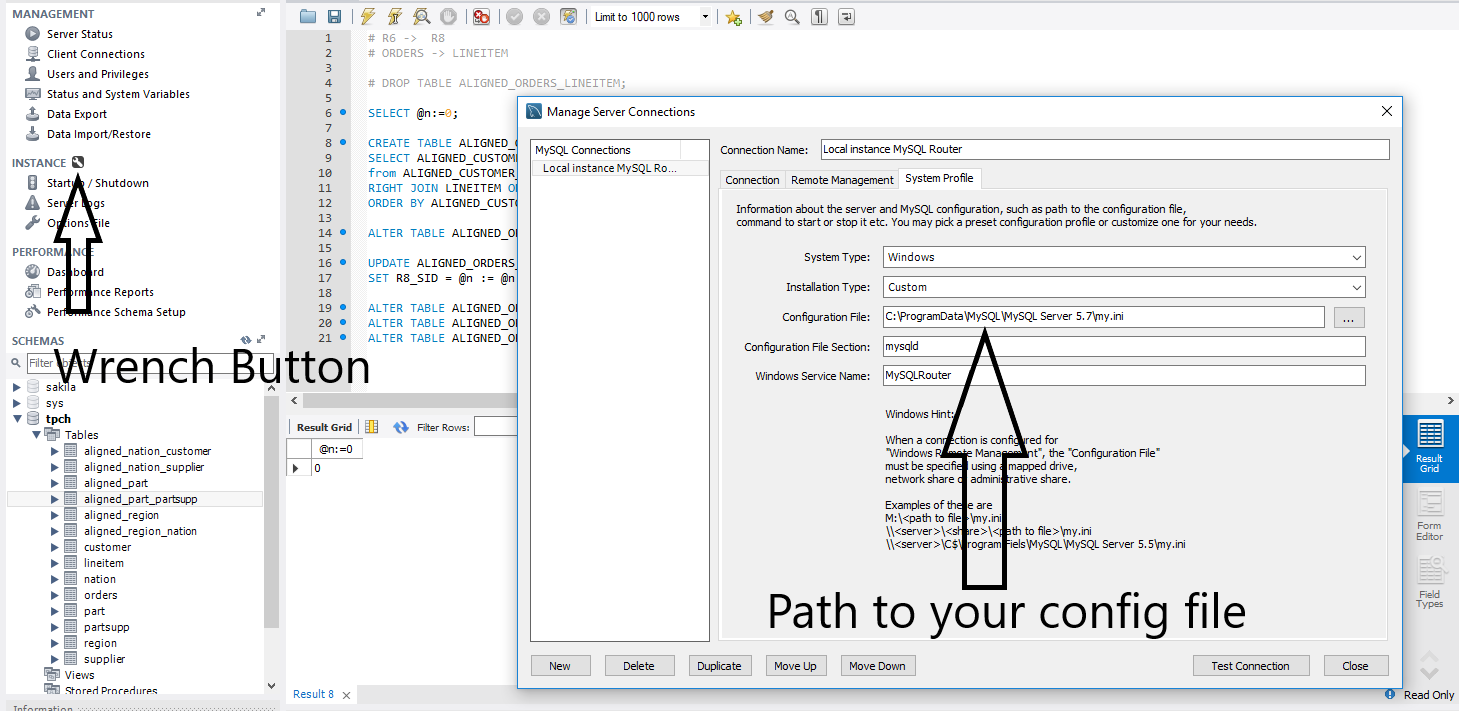 MANAGEMENT
Server Status
Client Connections
Users and Privileges
Status and System Variables
Data Export
Data Import/Restore
INSTANCE
Startup / Shutdown
Server Logs
Options File
PERFORMANCE
Dashboard
Performance Reports
Performance Schema Setup
SCHEMAS
Filter objects
Wrench Button
sakila
sys
tpch
Tables
aligned_nation_customer
aligned_nation_supplier
aligned_part
aligned_part_partsupp
aligned_region
aligned_region_nation
customer
lineitem
nation
orders
part
partsupp
region
supplier
Views
Stored Procedures
Information
Limit to 1000 rows
1 # R6 -> R8
2 # ORDERS -> LINEITEM
3
4 # DROP TABLE ALIGNED_ORDERS_LINEITEM;
5
6 SELECT @n:=0;
7
8 CREATE TABLE ALIGNED_O
9 SELECT ALIGNED_CUSTOME
10 from ALIGNED_CUSTOMER_
11 RIGHT JOIN LINEITEM O
12 ORDER BY ALIGNED_CUSTO
13
14 ALTER TABLE ALIGNED_O
15
16 UPDATE ALIGNED_ORDERS_
17 SET R8_SID = @n := @n
18
19 ALTER TABLE ALIGNED_O
20 ALTER TABLE ALIGNED_O
21 ALTER TABLE ALIGNED_O
Result Grid
Filter Rows:
@n:=0
0
Result 8
Manage Server Connections
MySQL Connections
Local instance MySQL Ro...
Connection Name: Local instance MySQL Router
Connection Remote Management System Profile
Information about the server and MySQL configuration, such as path to the configuration file,
command to start or stop it etc. You may pick a preset configuration profile or customize one for your needs.
System Type: Windows
Installation Type: Custom
Configuration File: C:\ProgramData\MySQL\MySQL Server 5.7\my.ini ...
Configuration File Section: mysqld
Windows Service Name: MySQLRouter
Windows Hint:
When a connection is configured for
"Windows Remote Management", the "Configuration File"
must be specified using a mapped drive,
network share or administrative share.
Examples of these are
M:\<path to file>\my.ini
\\<server>\<share>\<path to file>\my.ini
\\<server>\C$\Program Fiels\MySQL\MySQL Server 5.5\my.ini
Path to your config file
New Delete Duplicate Move Up Move Down Test Connection Close
Result
Grid
Form
Editor
Field
Types
Read Only